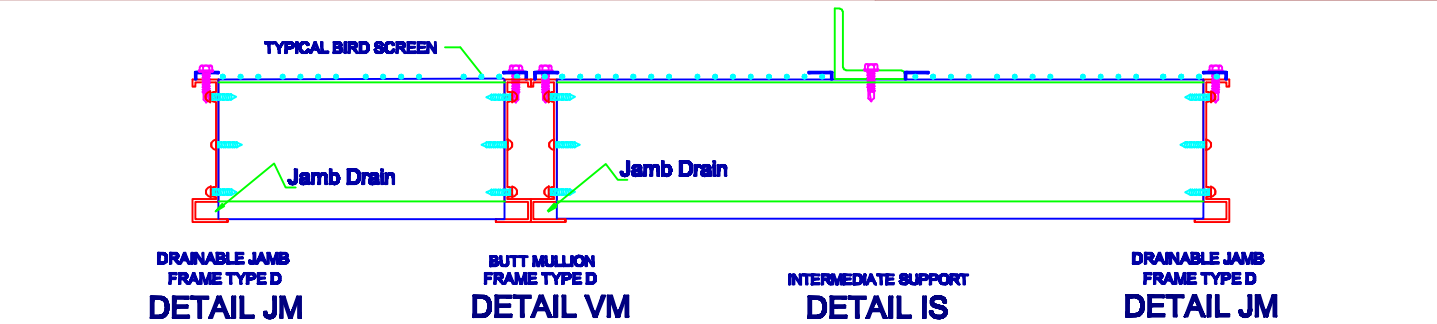 TYPICAL BIRD SCREEN
Jamb Drain
Jamb Drain
DRAINABLE JAMB
FRAME TYPE D
DETAIL JM
BUTT MULLION
FRAME TYPE D
DETAIL VM
INTERMEDIATE SUPPORT
DETAIL IS
DRAINABLE JAMB
FRAME TYPE D
DETAIL JM